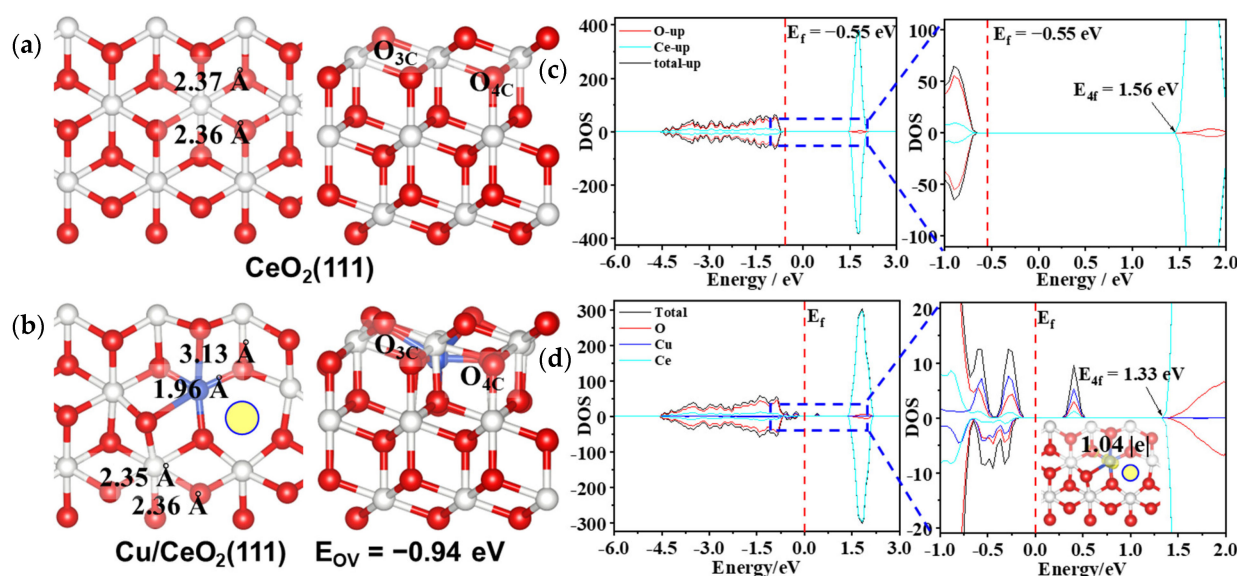 (a)
2.37 Å
2.36 Å
O3C
O4C
CeO2(111)
(c)
O-up
Ce-up
total-up
Ef = −0.55 eV
DOS
400
200
0
-200
-400
-6.0 -4.5 -3.0 -1.5 0.0 1.5 3.0
Energy / eV
Ef = −0.55 eV
E4f = 1.56 eV
DOS
100
50
0
-50
-100
-1.0 -0.5 0.0 0.5 1.0 1.5 2.0
Energy / eV
(b)
3.13 Å
1.96 Å
2.35 Å
2.36 Å
O3C
O4C
Cu/CeO2(111)
EOV = −0.94 eV
(d)
Total
O
Cu
Ce
Ef
DOS
300
200
100
0
-100
-200
-300
-6.0 -4.5 -3.0 -1.5 0.0 1.5 3.0
Energy/eV
Ef
E4f = 1.33 eV
1.04 |e|
DOS
20
10
0
-10
-20
-1.0 -0.5 0.0 0.5 1.0 1.5 2.0
Energy/eV